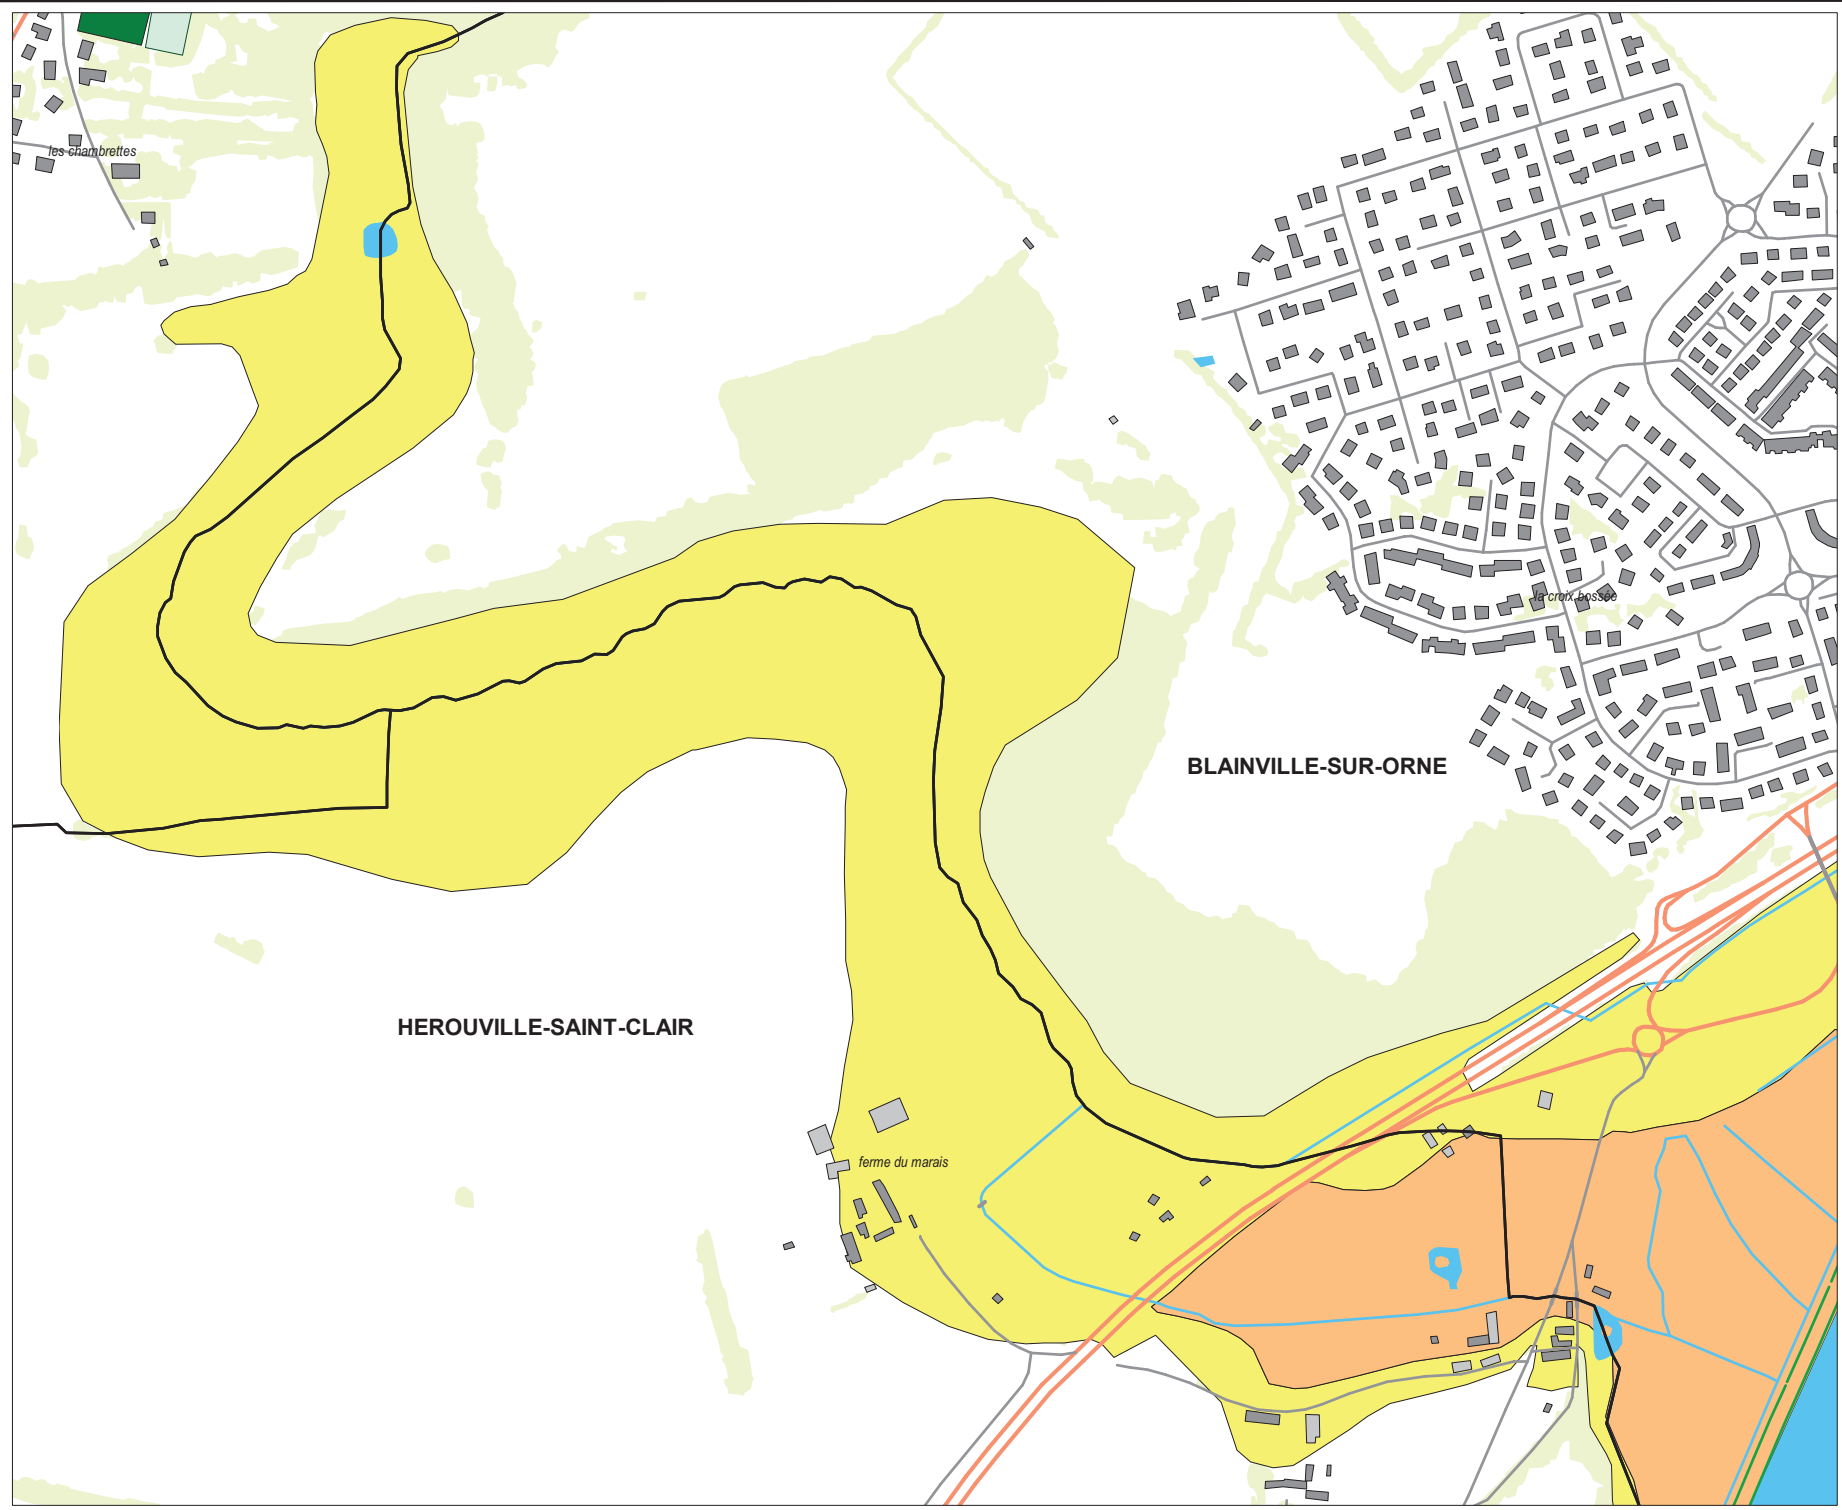 les chambrettes
la croix bossée
BLAINVILLE-SUR-ORNE
HEROUVILLE-SAINT-CLAIR
ferme du marais